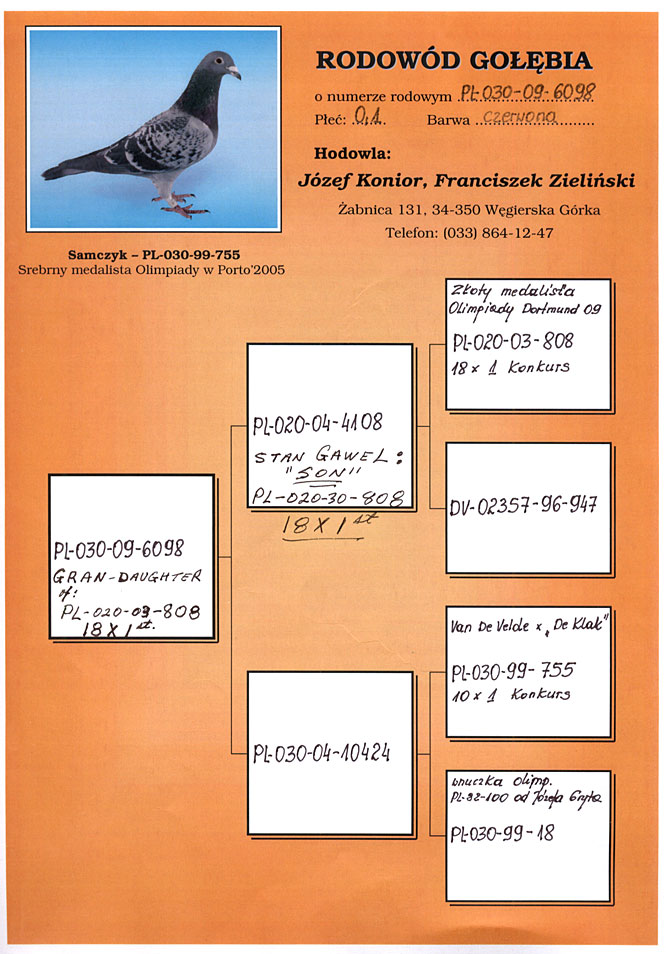 RODOWÓD GOŁĘBIA
o numerze rodowym PL-030-09-6098
Płeć: 0,1 Barwa czerwona
Hodowla:
Józef Konior, Franciszek Zieliński
Żabnica 131, 34-350 Węgierska Górka
Telefon: (033) 864-12-47
Samczyk – PL-030-99-755
Srebrny medalista Olimpiady w Porto'2005
PL-030-09-6098
GRAN-DAUGHTER
of:
PL-020-03-808
18X1st.
PL-020-04-4108
STAN GAWEL:
"SON"
PL-020-30-808
18X1st
PL-030-04-10424
Złoty medalista
Olimpiady Dortmund 09
PL-020-03-808
18 x 1 Konkurs
DV-02357-96-947
Van De Velde x „De Klak"
PL-030-99-755
10 x 1 Konkurs
wnuczka olimp.
PL-92-100 od Józefa Gryta
PL-030-99-18